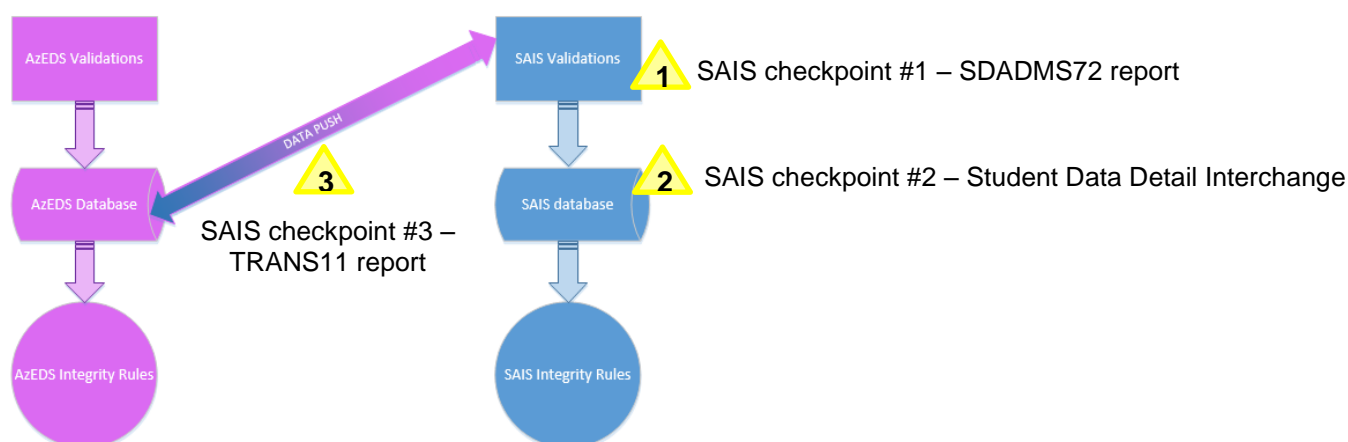 AzEDS Validations
SAIS Validations
1
SAIS checkpoint #1 – SDADMS72 report
DATA PUSH
3
AzEDS Database
SAIS database
2
SAIS checkpoint #2 – Student Data Detail Interchange
SAIS checkpoint #3 –
TRANS11 report
AzEDS Integrity Rules
SAIS Integrity Rules